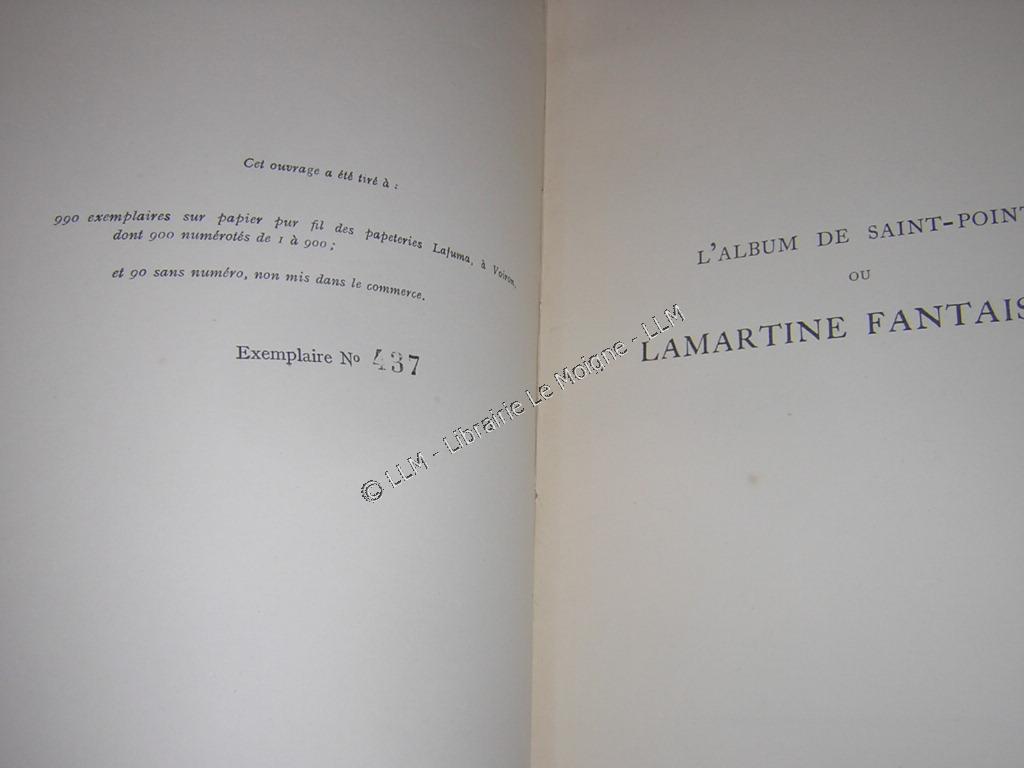 Cet ouvrage a été tiré à :
990 exemplaires sur papier pur fil des papeteries Lafuma, à Voiron,
dont 900 numérotés de 1 à 900 ;
et 90 sans numéro, non mis dans le commerce.
Exemplaire No 437
L'ALBUM DE SAINT-POINT
OU
LAMARTINE FANTAIS
© LLM - Librairie Le Moigne - LLM